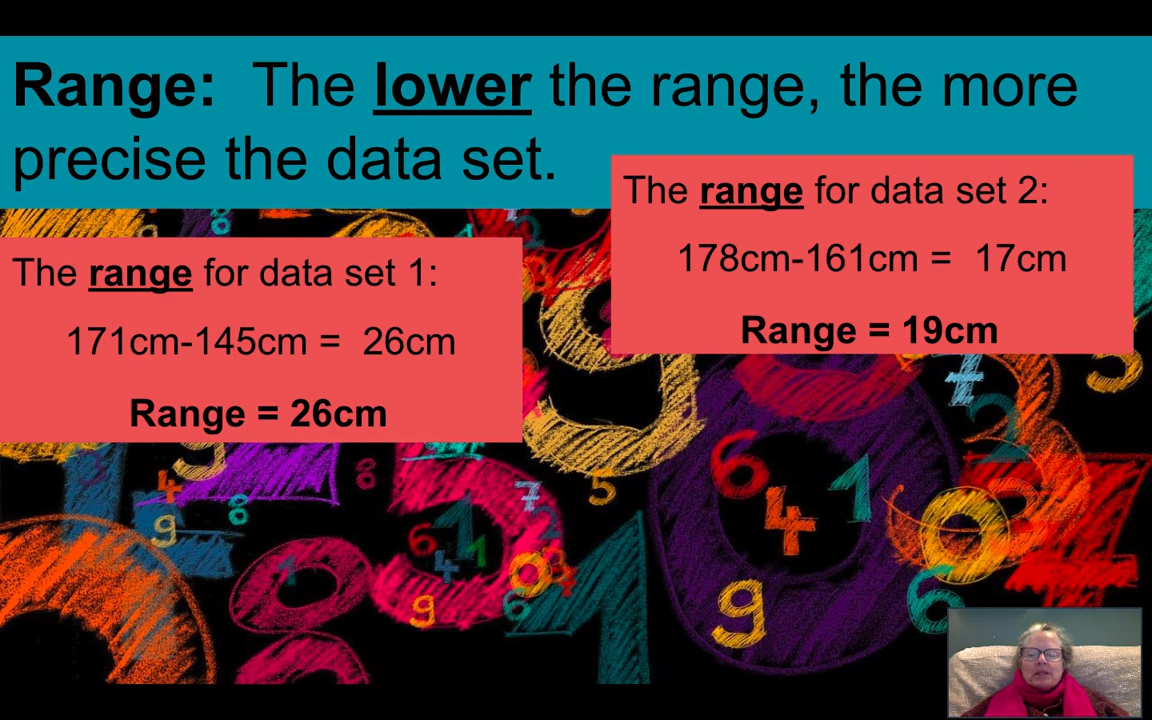 Range: The lower the range, the more
precise the data set.
The range for data set 1:
171cm-145cm = 26cm
Range = 26cm
The range for data set 2:
178cm-161cm = 17cm
Range = 19cm